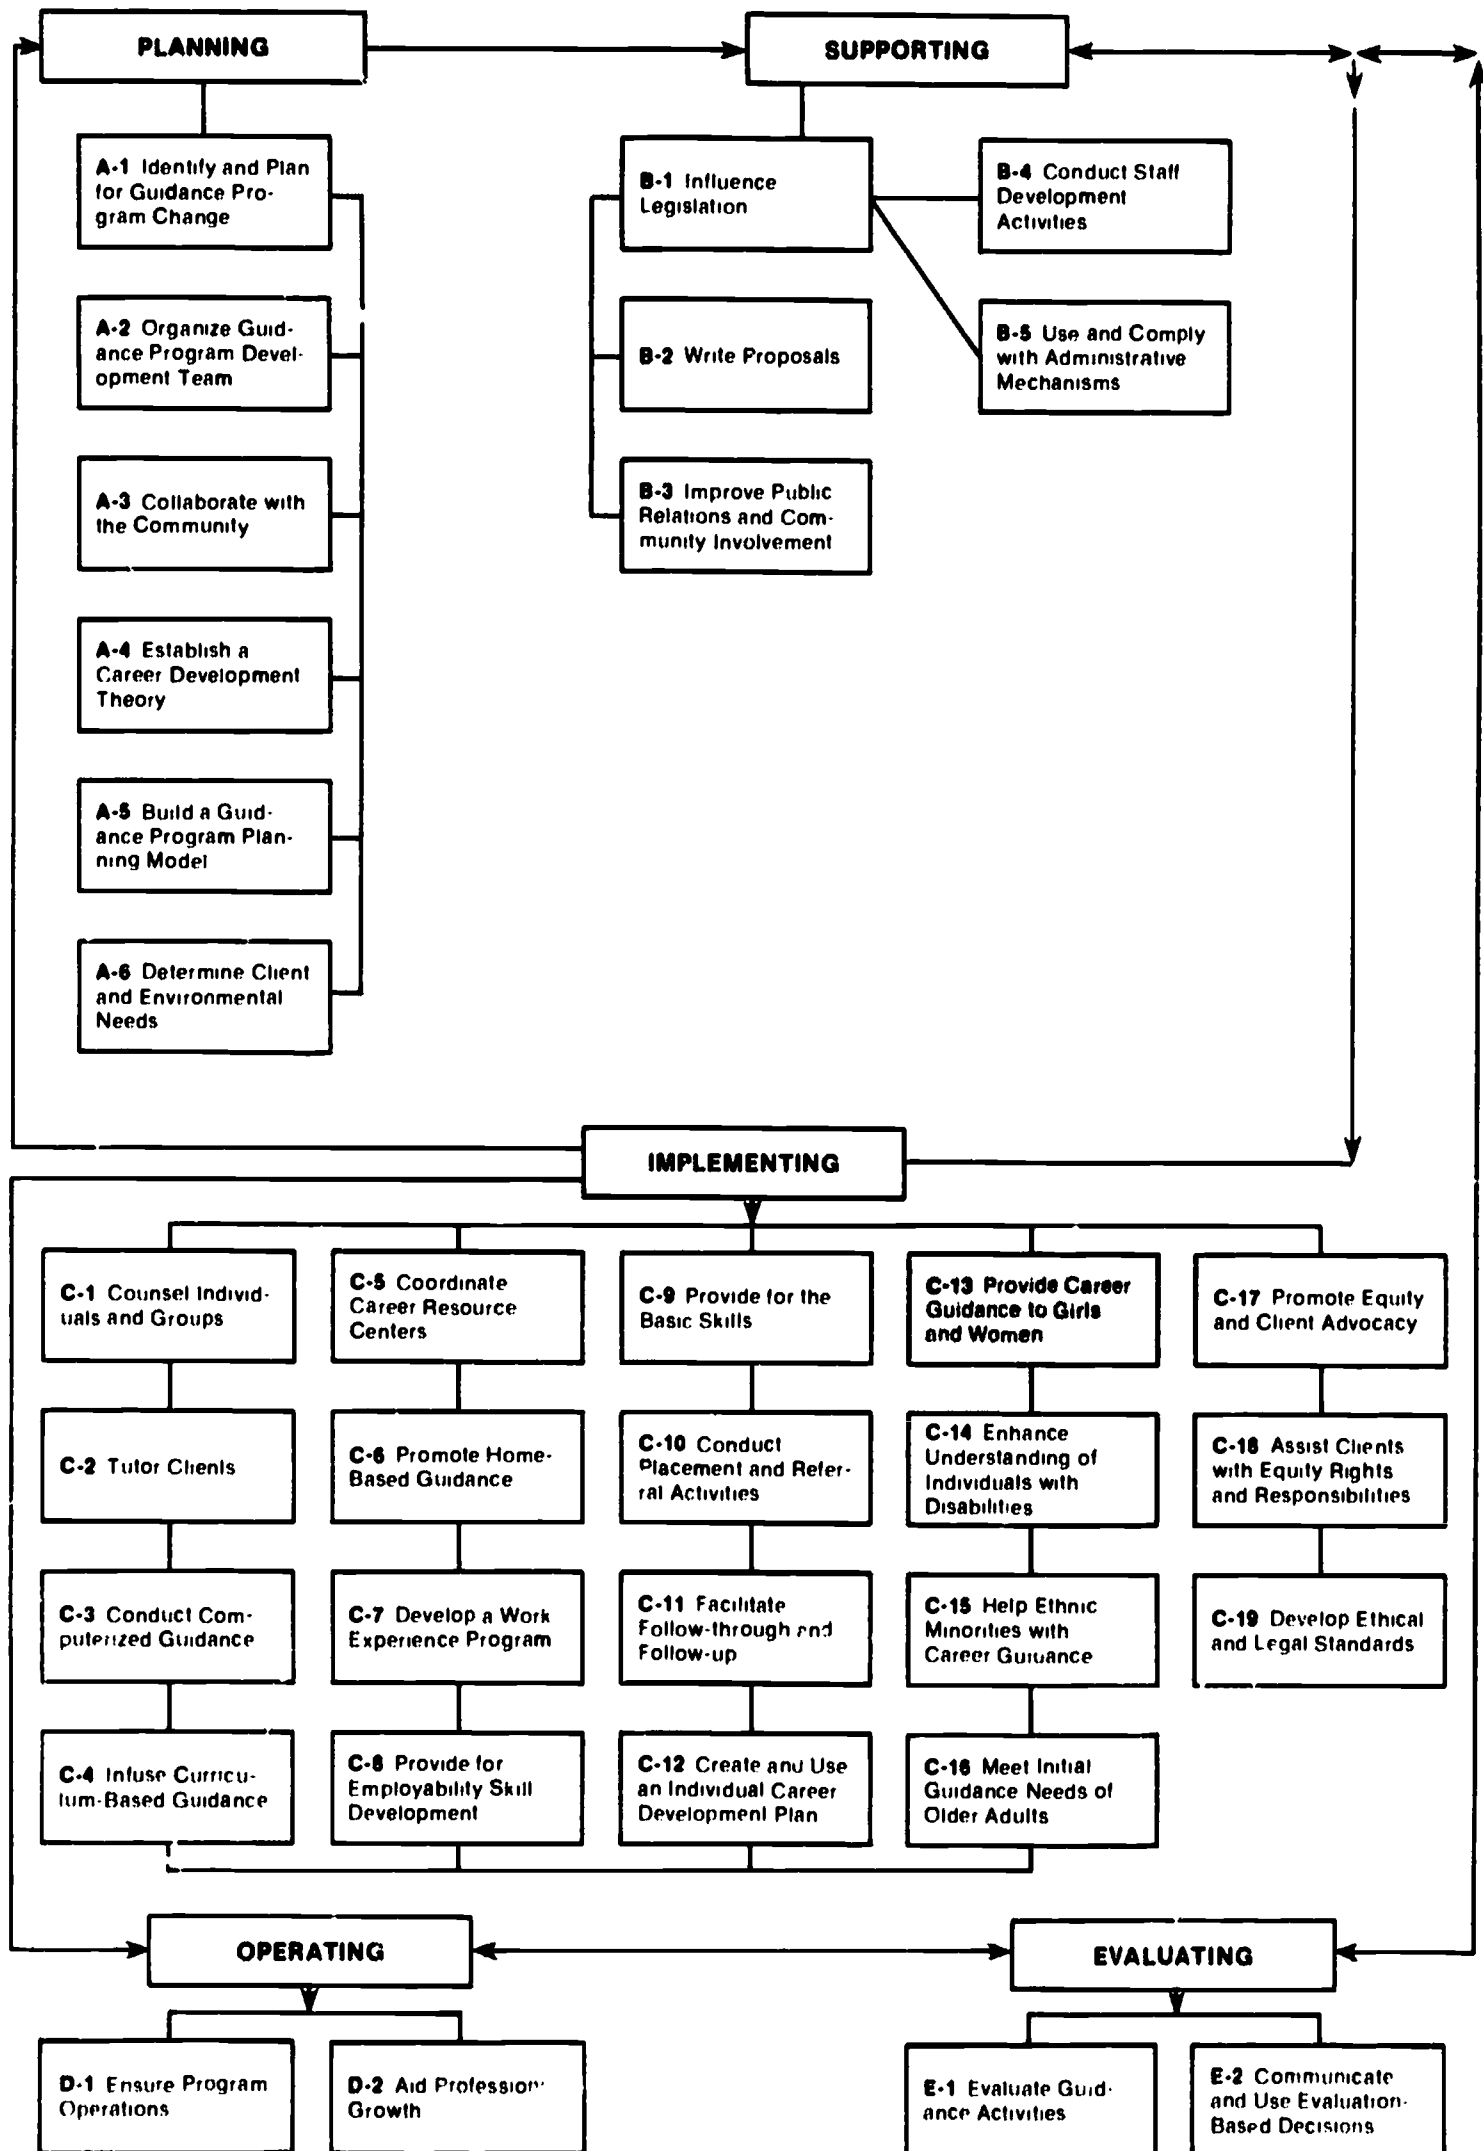 PLANNING
SUPPORTING
A-1 Identify and Plan
for Guidance Pro-
gram Change
A-2 Organize Guid-
ance Program Devel-
opment Team
A-3 Collaborate with
the Community
A-4 Establish a
Career Development
Theory
A-5 Build a Guid-
ance Program Plan-
ning Model
A-6 Determine Client
and Environmental
Needs
B-1 Influence
Legislation
B-2 Write Proposals
B-3 Improve Public
Relations and Com-
munity Involvement
B-4 Conduct Staff
Development
Activities
B-5 Use and Comply
with Administrative
Mechanisms
IMPLEMENTING
C-1 Counsel Individ-
uals and Groups
C-2 Tutor Clients
C-3 Conduct Com-
puterized Guidance
C-4 Infuse Curricu-
lum-Based Guidance
C-5 Coordinate
Career Resource
Centers
C-6 Promote Home-
Based Guidance
C-7 Develop a Work
Experience Program
C-8 Provide for
Employability Skill
Development
C-9 Provide for the
Basic Skills
C-10 Conduct
Placement and Refer-
ral Activities
C-11 Facilitate
Follow-through and
Follow-up
C-12 Create and Use
an Individual Career
Development Plan
C-13 Provide Career
Guidance to Girls
and Women
C-14 Enhance
Understanding of
Individuals with
Disabilities
C-15 Help Ethnic
Minorities with
Career Guidance
C-16 Meet Initial
Guidance Needs of
Older Adults
C-17 Promote Equity
and Client Advocacy
C-18 Assist Clients
with Equity Rights
and Responsibilities
C-19 Develop Ethical
and Legal Standards
OPERATING
EVALUATING
D-1 Ensure Program
Operations
D-2 Aid Profession-
Growth
E-1 Evaluate Guid-
ance Activities
E-2 Communicate
and Use Evaluation-
Based Decisions